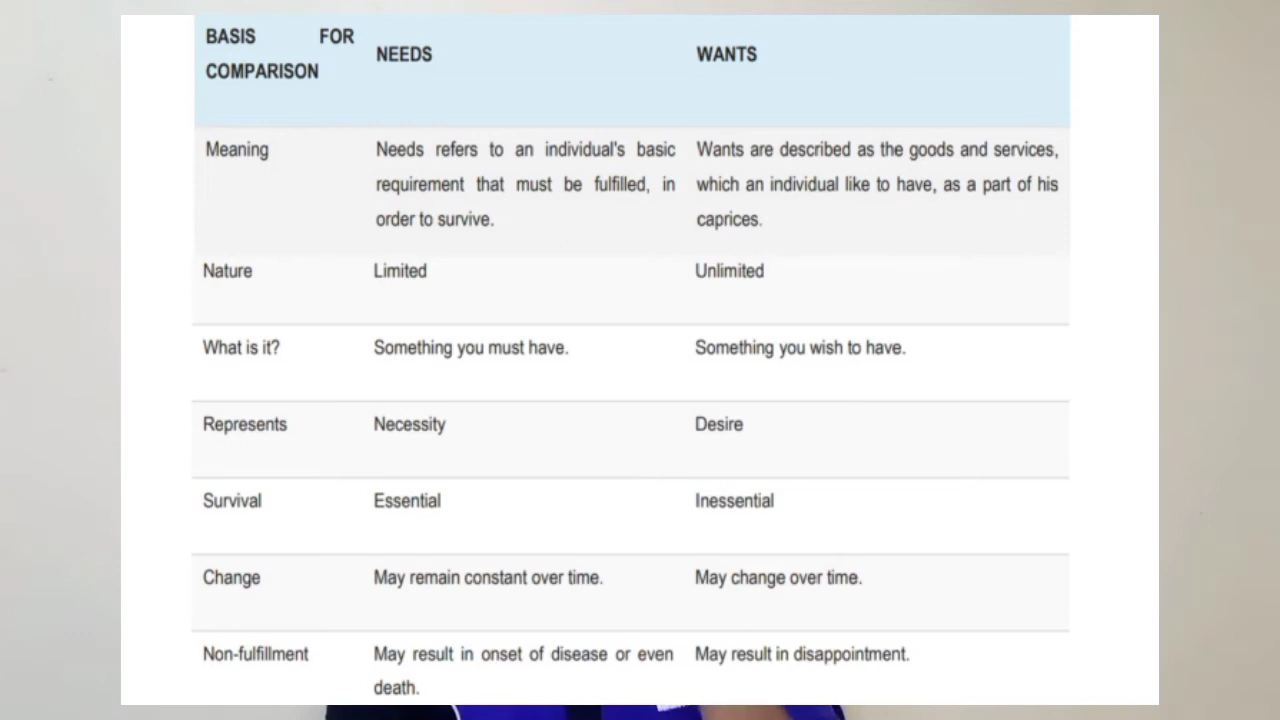 BASIS FOR
COMPARISON
NEEDS
WANTS
Meaning
Needs refers to an individual's basic
requirement that must be fulfilled, in
order to survive.
Wants are described as the goods and services,
which an individual like to have, as a part of his
caprices.
Nature
Limited
Unlimited
What is it?
Something you must have.
Something you wish to have.
Represents
Necessity
Desire
Survival
Essential
Inessential
Change
May remain constant over time.
May change over time.
Non-fulfillment
May result in onset of disease or even
death.
May result in disappointment.